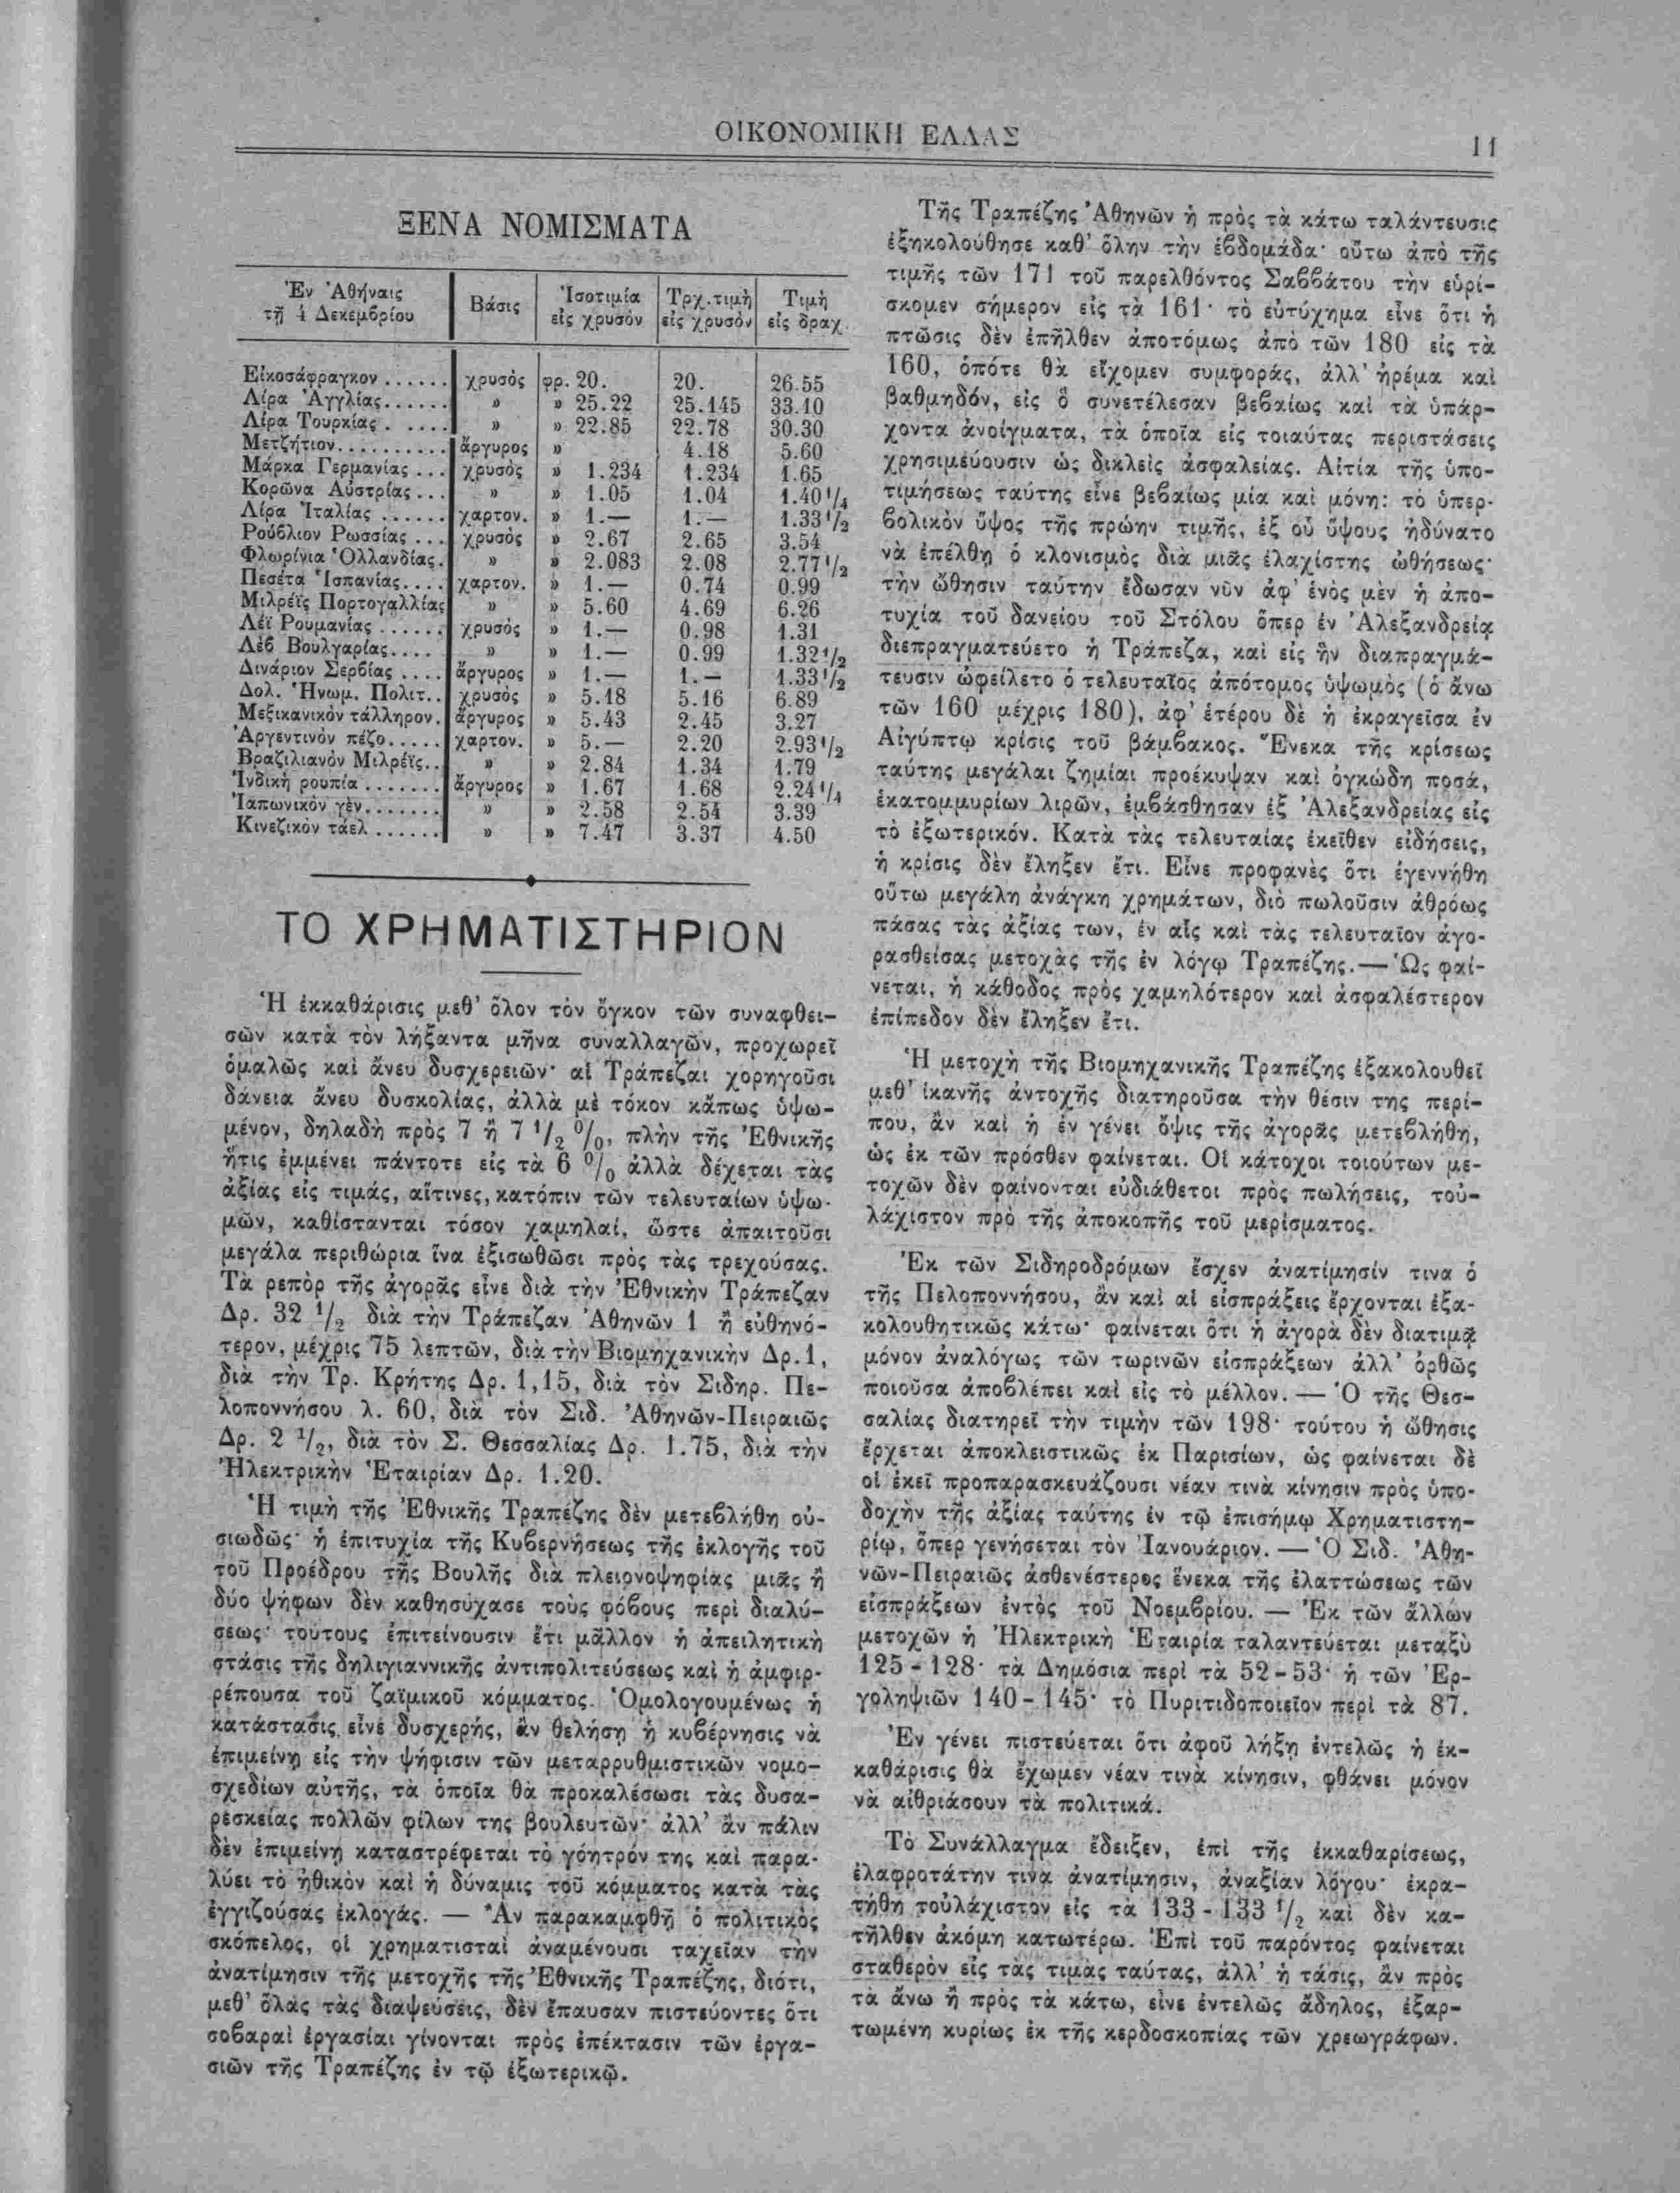 ΟΙΚΟΝΟΜΙΚΗ ΕΛΛΑΣ
11
ΞΕΝΑ ΝΟΜΙΣΜΑΤΑ
Ἐν Ἀθήναις τῇ 4 Δεκεμβρίου | Βάσις | Ἰσοτιμία εἰς χρυσόν | Τρχ. τιμὴ εἰς χρυσόν | Τιμὴ εἰς δραχ.
Εἰκοσάφραγκον ...... χρυσὸς φρ. 20. 20. 26.55
Λίρα Ἀγγλίας...... » » 25.22 25.145 33.10
Λίρα Τουρκίας . .... » » 22.85 22.78 30.30
Μετζήτιον.......... ἄργυρος » 4.18 5.60
Μάρκα Γερμανίας ... χρυσὸς » 1.234 1.234 1.65
Κορῶνα Αὐστρίας... » » 1.05 1.04 1.40 1/4
Λίρα Ἰταλίας ...... χαρτον. » 1.— 1.— 1.33 1/2
Ρούβλιον Ρωσσίας ... χρυσὸς » 2.67 2.65 3.54
Φλωρίνια Ὁλλανδίας. » » 2.083 2.08 2.77 1/2
Πεσέτα Ἱσπανίας.... χαρτον. » 1.— 0.74 0.99
Μιλρέϊς Πορτογαλλίας » » 5.60 4.69 6.26
Λέϊ Ρουμανίας ...... χρυσὸς » 1.— 0.98 1.31
Λὲβ Βουλγαρίας.... » » 1.— 0.99 1.32 1/2
Δινάριον Σερβίας .... ἄργυρος » 1.— 1.— 1.33 1/2
Δολ. Ἡνωμ. Πολιτ.. χρυσὸς » 5.18 5.16 6.89
Μεξικανικὸν τάλληρον. ἄργυρος » 5.43 2.45 3.27
Ἀργεντινὸν πέζο..... χαρτον. » 5.— 2.20 2.93 1/2
Βραζιλιανὸν Μιλρέϊς.. » » 2.84 1.34 1.79
Ἰνδικὴ ρουπία ....... ἄργυρος » 1.67 1.68 2.24 1/4
Ἰαπωνικὸν γὲν....... » » 2.58 2.54 3.39
Κινεζικὸν τάελ ...... » » 7.47 3.37 4.50
ΤΟ ΧΡΗΜΑΤΙΣΤΗΡΙΟΝ
Ἡ ἐκκαθάρισις μεθ' ὅλον τὸν ὄγκον τῶν συναφθει-
σῶν κατὰ τὸν λήξαντα μῆνα συναλλαγῶν, προχωρεῖ
ὁμαλῶς καὶ ἄνευ δυσχερειῶν· αἱ Τράπεζαι χορηγοῦσι
δάνεια ἄνευ δυσκολίας, ἀλλὰ μὲ τόκον κἄπως ὑψω-
μένον, δηλαδὴ πρὸς 7 ἢ 7 1/2 %, πλὴν τῆς Ἐθνικῆς
ἥτις ἐμμένει πάντοτε εἰς τὰ 6 % ἀλλὰ δέχεται τὰς
ἀξίας εἰς τιμάς, αἵτινες, κατόπιν τῶν τελευταίων ὑψω-
μῶν, καθίστανται τόσον χαμηλαί, ὥστε ἀπαιτοῦσι
μεγάλα περιθώρια ἵνα ἐξισωθῶσι πρὸς τὰς τρεχούσας.
Τὰ ρεπὸρ τῆς ἀγορᾶς εἶνε διὰ τὴν Ἐθνικὴν Τράπεζαν
Δρ. 32 1/2 διὰ τὴν Τράπεζαν Ἀθηνῶν 1 ἢ εὐθηνό-
τερον, μέχρις 75 λεπτῶν, διὰ τὴν Βιομηχανικὴν Δρ. 1,
διὰ τὴν Τρ. Κρήτης Δρ. 1,15, διὰ τὸν Σιδηρ. Πε-
λοποννήσου λ. 60, διὰ τὸν Σιδ. Ἀθηνῶν-Πειραιῶς
Δρ. 2 1/2, διὰ τὸν Σ. Θεσσαλίας Δρ. 1.75, διὰ τὴν
Ἠλεκτρικὴν Ἑταιρίαν Δρ. 1.20.
Ἡ τιμὴ τῆς Ἐθνικῆς Τραπέζης δὲν μετεβλήθη οὐ-
σιωδῶς· ἡ ἐπιτυχία τῆς Κυβερνήσεως τῆς ἐκλογῆς τοῦ
τοῦ Προέδρου τῆς Βουλῆς διὰ πλειονοψηφίας μιᾶς ἢ
δύο ψήφων δὲν καθησύχασε τοὺς φόβους περὶ διαλύ-
σεως· τούτους ἐπιτείνουσιν ἔτι μᾶλλον ἡ ἀπειλητικὴ
στάσις τῆς δηλιγιαννικῆς ἀντιπολιτεύσεως καὶ ἡ ἀμφιρ-
ρέπουσα τοῦ ζαϊμικοῦ κόμματος. Ὁμολογουμένως ἡ
κατάστασις εἶνε δυσχερής, ἂν θελήσῃ ἡ κυβέρνησις νὰ
ἐπιμείνῃ εἰς τὴν ψήφισιν τῶν μεταρρυθμιστικῶν νομο-
σχεδίων αὐτῆς, τὰ ὁποῖα θὰ προκαλέσωσι τὰς δυσα-
ρεσκείας πολλῶν φίλων της βουλευτῶν· ἀλλ' ἂν πάλιν
δὲν ἐπιμείνῃ καταστρέφεται τὸ γόητρόν της καὶ παρα-
λύει τὸ ἠθικὸν καὶ ἡ δύναμις τοῦ κόμματος κατὰ τὰς
ἐγγιζούσας ἐκλογάς. — Ἂν παρακαμφθῇ ὁ πολιτικὸς
σκόπελος, οἱ χρηματισταὶ ἀναμένουσι ταχεῖαν τὴν
ἀνατίμησιν τῆς μετοχῆς τῆς Ἐθνικῆς Τραπέζης, διότι,
μεθ' ὅλας τὰς διαψεύσεις, δὲν ἔπαυσαν πιστεύοντες ὅτι
σοβαραὶ ἐργασίαι γίνονται πρὸς ἐπέκτασιν τῶν ἐργα-
σιῶν τῆς Τραπέζης ἐν τῷ ἐξωτερικῷ.
Τῆς Τραπέζης Ἀθηνῶν ἡ πρὸς τὰ κάτω ταλάντευσις
ἐξηκολούθησε καθ' ὅλην τὴν ἑβδομάδα· οὕτω ἀπὸ τῆς
τιμῆς τῶν 171 τοῦ παρελθόντος Σαββάτου τὴν εὑρί-
σκομεν σήμερον εἰς τὰ 161· τὸ εὐτύχημα εἶνε ὅτι ἡ
πτῶσις δὲν ἐπῆλθεν ἀποτόμως ἀπὸ τῶν 180 εἰς τὰ
160, ὁπότε θὰ εἴχομεν συμφοράς, ἀλλ' ἠρέμα καὶ
βαθμηδόν, εἰς ὃ συνετέλεσαν βεβαίως καὶ τὰ ὑπάρ-
χοντα ἀνοίγματα, τὰ ὁποῖα εἰς τοιαύτας περιστάσεις
χρησιμεύουσιν ὡς δικλεὶς ἀσφαλείας. Αἰτία τῆς ὑπο-
τιμήσεως ταύτης εἶνε βεβαίως μία καὶ μόνη: τὸ ὑπερ-
βολικὸν ὕψος τῆς πρώην τιμῆς, ἐξ οὗ ὕψους ἠδύνατο
νὰ ἐπέλθῃ ὁ κλονισμὸς διὰ μιᾶς ἐλαχίστης ὠθήσεως·
τὴν ὤθησιν ταύτην ἔδωσαν νῦν ἀφ' ἑνὸς μὲν ἡ ἀπο-
τυχία τοῦ δανείου τοῦ Στόλου ὅπερ ἐν Ἀλεξανδρείᾳ
διεπραγματεύετο ἡ Τράπεζα, καὶ εἰς ἣν διαπραγμά-
τευσιν ὠφείλετο ὁ τελευταῖος ἀπότομος ὑψωμὸς (ὁ ἄνω
τῶν 160 μέχρις 180), ἀφ' ἑτέρου δὲ ἡ ἐκραγεῖσα ἐν
Αἰγύπτῳ κρίσις τοῦ βάμβακος. Ἕνεκα τῆς κρίσεως
ταύτης μεγάλαι ζημίαι προέκυψαν καὶ ὀγκώδη ποσά,
ἑκατομμυρίων λιρῶν, ἐμβάσθησαν ἐξ Ἀλεξανδρείας εἰς
τὸ ἐξωτερικόν. Κατὰ τὰς τελευταίας ἐκεῖθεν εἰδήσεις,
ἡ κρίσις δὲν ἔληξεν ἔτι. Εἶνε προφανὲς ὅτι ἐγεννήθη
οὕτω μεγάλη ἀνάγκη χρημάτων, διὸ πωλοῦσιν ἀθρόως
πάσας τὰς ἀξίας των, ἐν αἷς καὶ τὰς τελευταῖον ἀγο-
ρασθείσας μετοχὰς τῆς ἐν λόγῳ Τραπέζης. — Ὡς φαί-
νεται, ἡ κάθοδος πρὸς χαμηλότερον καὶ ἀσφαλέστερον
ἐπίπεδον δὲν ἔληξεν ἔτι.
Ἡ μετοχὴ τῆς Βιομηχανικῆς Τραπέζης ἐξακολουθεῖ
μεθ' ἱκανῆς ἀντοχῆς διατηροῦσα τὴν θέσιν της περί-
που, ἂν καὶ ἡ ἐν γένει ὄψις τῆς ἀγορᾶς μετεβλήθη,
ὡς ἐκ τῶν πρόσθεν φαίνεται. Οἱ κάτοχοι τοιούτων με-
τοχῶν δὲν φαίνονται εὐδιάθετοι πρὸς πωλήσεις, τοὐ-
λάχιστον πρὸ τῆς ἀποκοπῆς τοῦ μερίσματος.
Ἐκ τῶν Σιδηροδρόμων ἔσχεν ἀνατίμησίν τινα ὁ
τῆς Πελοποννήσου, ἂν καὶ αἱ εἰσπράξεις ἔρχονται ἐξα-
κολουθητικῶς κάτω· φαίνεται ὅτι ἡ ἀγορὰ δὲν διατιμᾷ
μόνον ἀναλόγως τῶν τωρινῶν εἰσπράξεων ἀλλ' ὀρθῶς
ποιοῦσα ἀποβλέπει καὶ εἰς τὸ μέλλον. — Ὁ τῆς Θεσ-
σαλίας διατηρεῖ τὴν τιμὴν τῶν 198· τούτου ἡ ὤθησις
ἔρχεται ἀποκλειστικῶς ἐκ Παρισίων, ὡς φαίνεται δὲ
οἱ ἐκεῖ προπαρασκευάζουσι νέαν τινὰ κίνησιν πρὸς ὑπο-
δοχὴν τῆς ἀξίας ταύτης ἐν τῷ ἐπισήμῳ Χρηματιστη-
ρίῳ, ὅπερ γενήσεται τὸν Ἰανουάριον. — Ὁ Σιδ. Ἀθη-
νῶν-Πειραιῶς ἀσθενέστερος ἕνεκα τῆς ἐλαττώσεως τῶν
εἰσπράξεων ἐντὸς τοῦ Νοεμβρίου. — Ἐκ τῶν ἄλλων
μετοχῶν ἡ Ἠλεκτρικὴ Ἑταιρία ταλαντεύεται μεταξὺ
125 - 128· τὰ Δημόσια περὶ τὰ 52 - 53· ἡ τῶν Ἐρ-
γοληψιῶν 140 - 145· τὸ Πυριτιδοποιεῖον περὶ τὰ 87.
Ἐν γένει πιστεύεται ὅτι ἀφοῦ λήξῃ ἐντελῶς ἡ ἐκ-
καθάρισις θὰ ἔχωμεν νέαν τινὰ κίνησιν, φθάνει μόνον
νὰ αἰθριάσουν τὰ πολιτικά.
Τὸ Συνάλλαγμα ἔδειξεν, ἐπὶ τῆς ἐκκαθαρίσεως,
ἐλαφροτάτην τινα ἀνατίμησιν, ἀναξίαν λόγου· ἐκρα-
τήθη τοὐλάχιστον εἰς τὰ 133 - 133 1/2 καὶ δὲν κα-
τῆλθεν ἀκόμη κατωτέρω. Ἐπὶ τοῦ παρόντος φαίνεται
σταθερὸν εἰς τὰς τιμὰς ταύτας, ἀλλ' ἡ τάσις, ἂν πρὸς
τὰ ἄνω ἢ πρὸς τὰ κάτω, εἶνε ἐντελῶς ἄδηλος, ἐξαρ-
τωμένη κυρίως ἐκ τῆς κερδοσκοπίας τῶν χρεωγράφων.